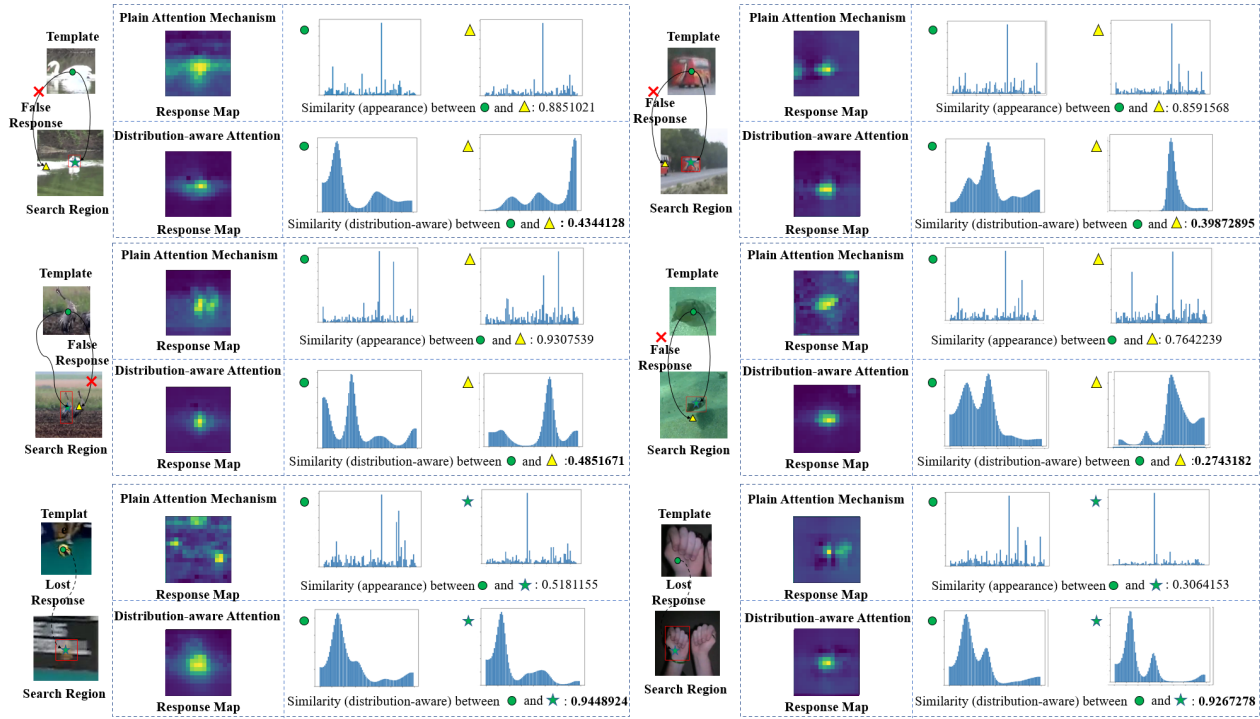 Template
False
Response
Search Region
Plain Attention Mechanism
Response Map
Similarity (appearance) between and : 0.8851021
Distribution-aware Attention
Response Map
Similarity (distribution-aware) between and : 0.4344128
Template
False
Response
Search Region
Plain Attention Mechanism
Response Map
Similarity (appearance) between and : 0.8591568
Distribution-aware Attention
Response Map
Similarity (distribution-aware) between and : 0.39872895
Template
False
Response
Search Region
Plain Attention Mechanism
Response Map
Similarity (appearance) between and : 0.9307539
Distribution-aware Attention
Response Map
Similarity (distribution-aware) between and :0.4851671
Template
False
Response
Search Region
Plain Attention Mechanism
Response Map
Similarity (appearance) between and : 0.7642239
Distribution-aware Attention
Response Map
Similarity (distribution-aware) between and :0.2743182
Templat
Lost
Response
Search Region
Plain Attention Mechanism
Response Map
Similarity (appearance) between and : 0.5181155
Distribution-aware Attention
Response Map
Similarity (distribution-aware) between and : 0.9448924
Template
Lost
Response
Search Region
Plain Attention Mechanism
Response Map
Similarity (appearance) between and : 0.3064153
Distribution-aware Attention
Response Map
Similarity (distribution-aware) between and : 0.9267278